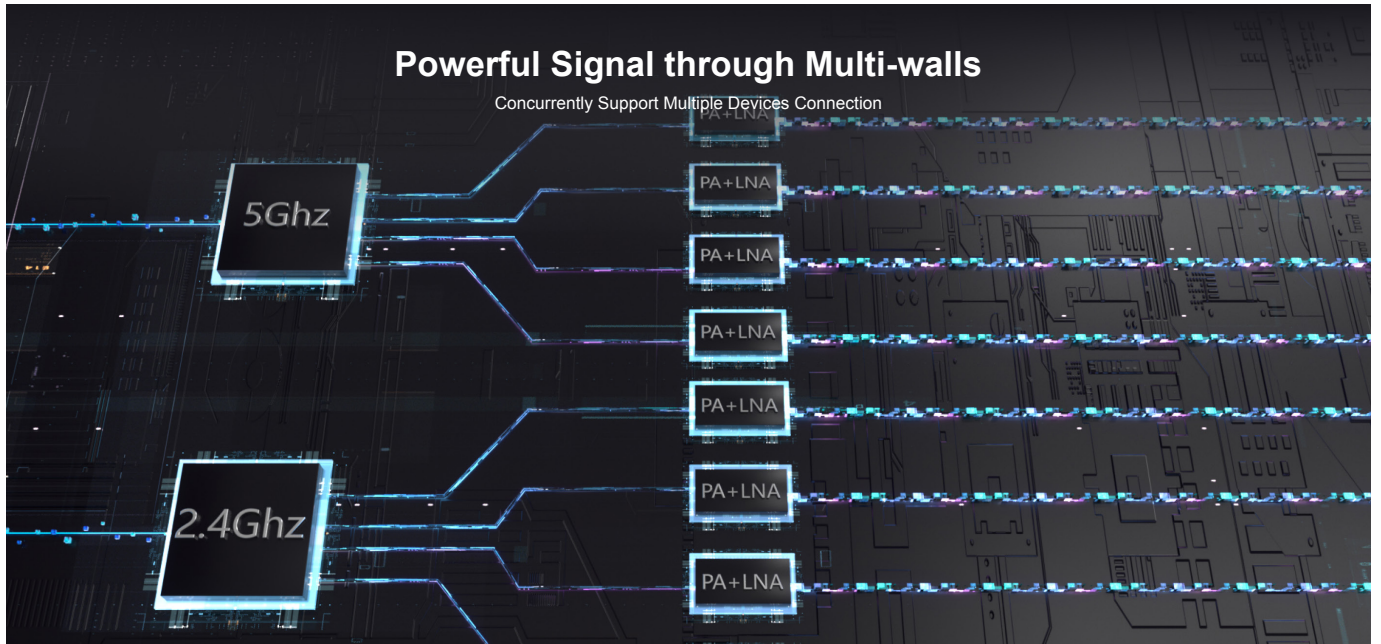 Powerful Signal through Multi-walls
Concurrently Support Multiple Devices Connection
PA+LNA
PA+LNA
5Ghz
PA+LNA
PA+LNA
PA+LNA
PA+LNA
2.4Ghz
PA+LNA